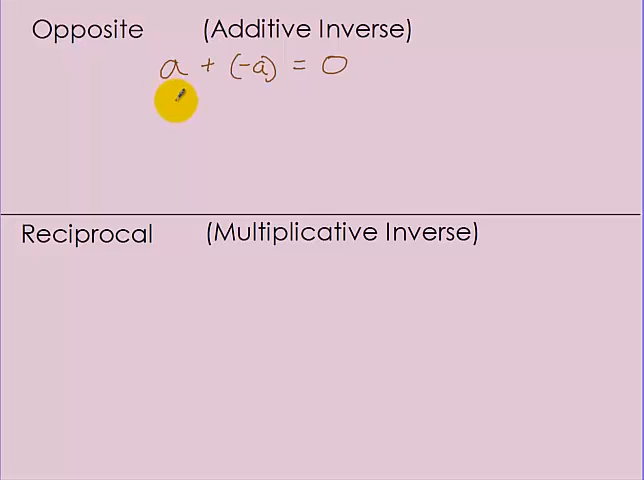 Opposite (Additive Inverse)
a + (-a) = 0
Reciprocal (Multiplicative Inverse)